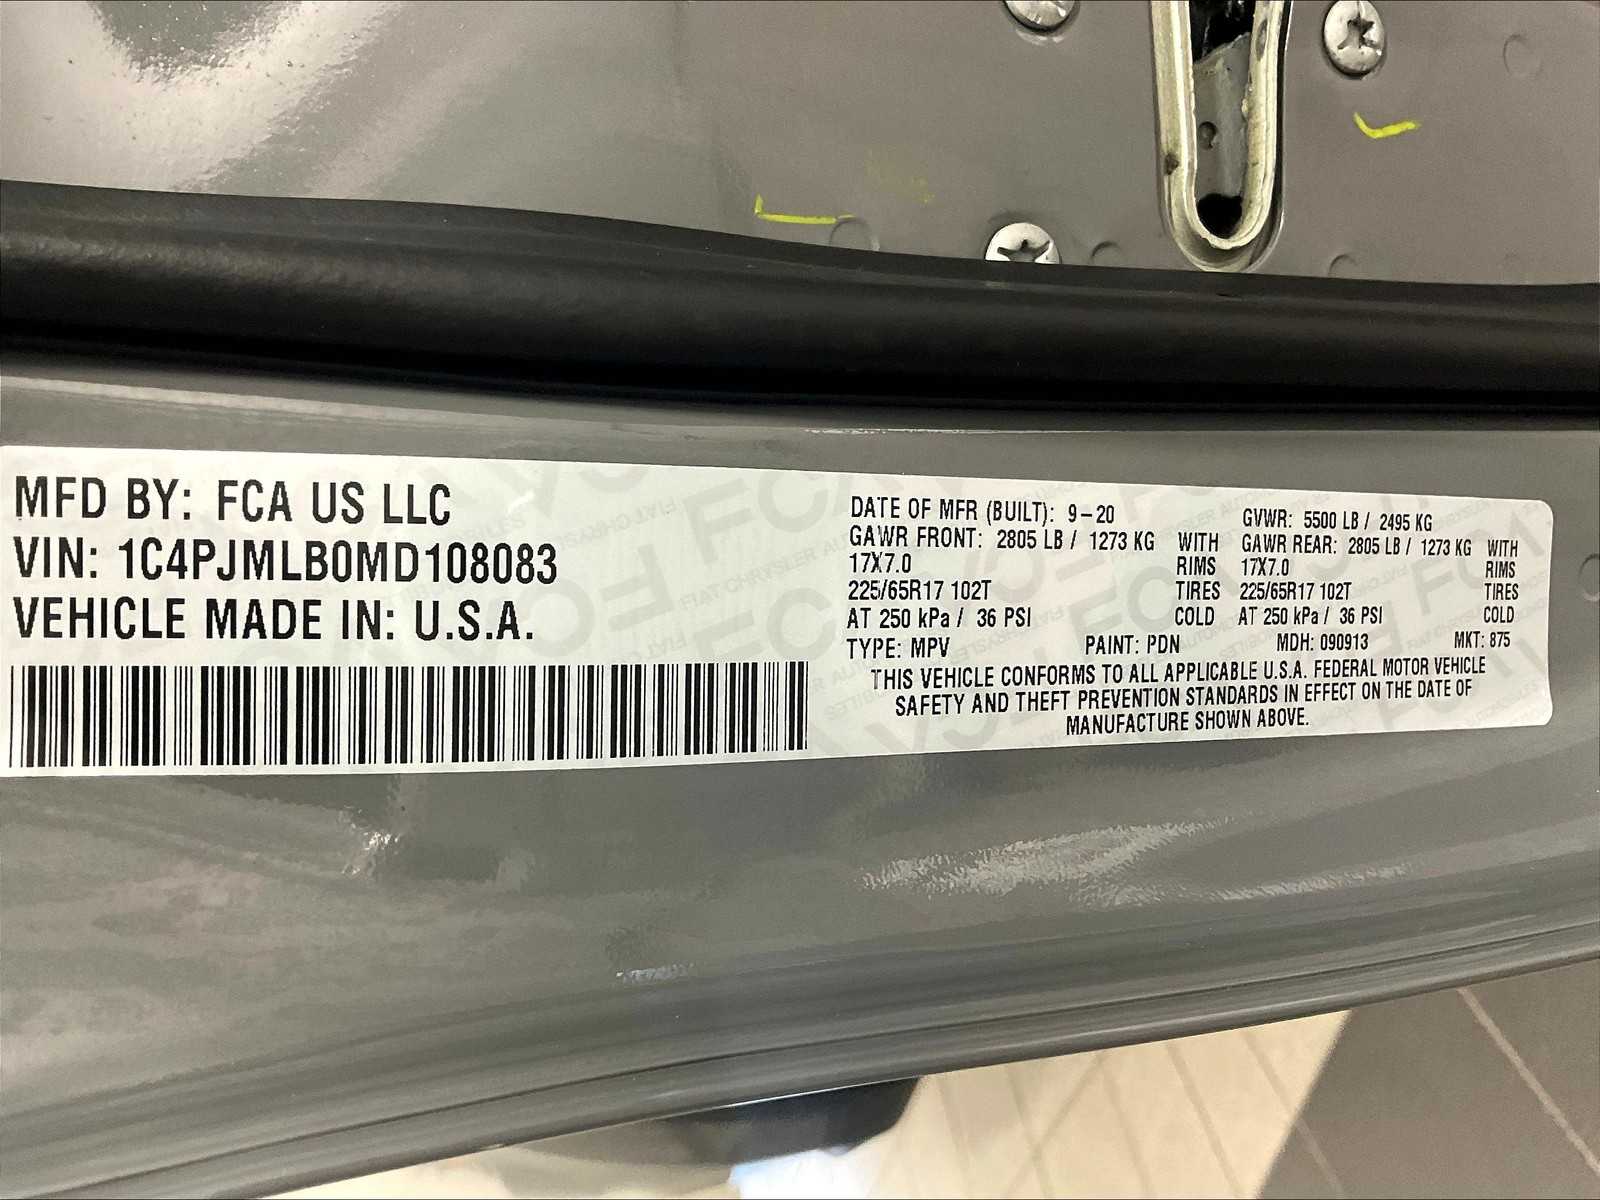 MFD BY: FCA US LLC
VIN: 1C4PJMLB0MD108083
VEHICLE MADE IN: U.S.A.
DATE OF MFR (BUILT): 9-20
GVWR: 5500 LB / 2495 KG
GAWR FRONT: 2805 LB / 1273 KG WITH
17X7.0 RIMS
225/65R17 102T TIRES
AT 250 kPa / 36 PSI COLD
GAWR REAR: 2805 LB / 1273 KG WITH
17X7.0 RIMS
225/65R17 102T TIRES
AT 250 kPa / 36 PSI COLD
TYPE: MPV PAINT: PDN MDH: 090913 MKT: 875
THIS VEHICLE CONFORMS TO ALL APPLICABLE U.S.A. FEDERAL MOTOR VEHICLE
SAFETY AND THEFT PREVENTION STANDARDS IN EFFECT ON THE DATE OF
MANUFACTURE SHOWN ABOVE.